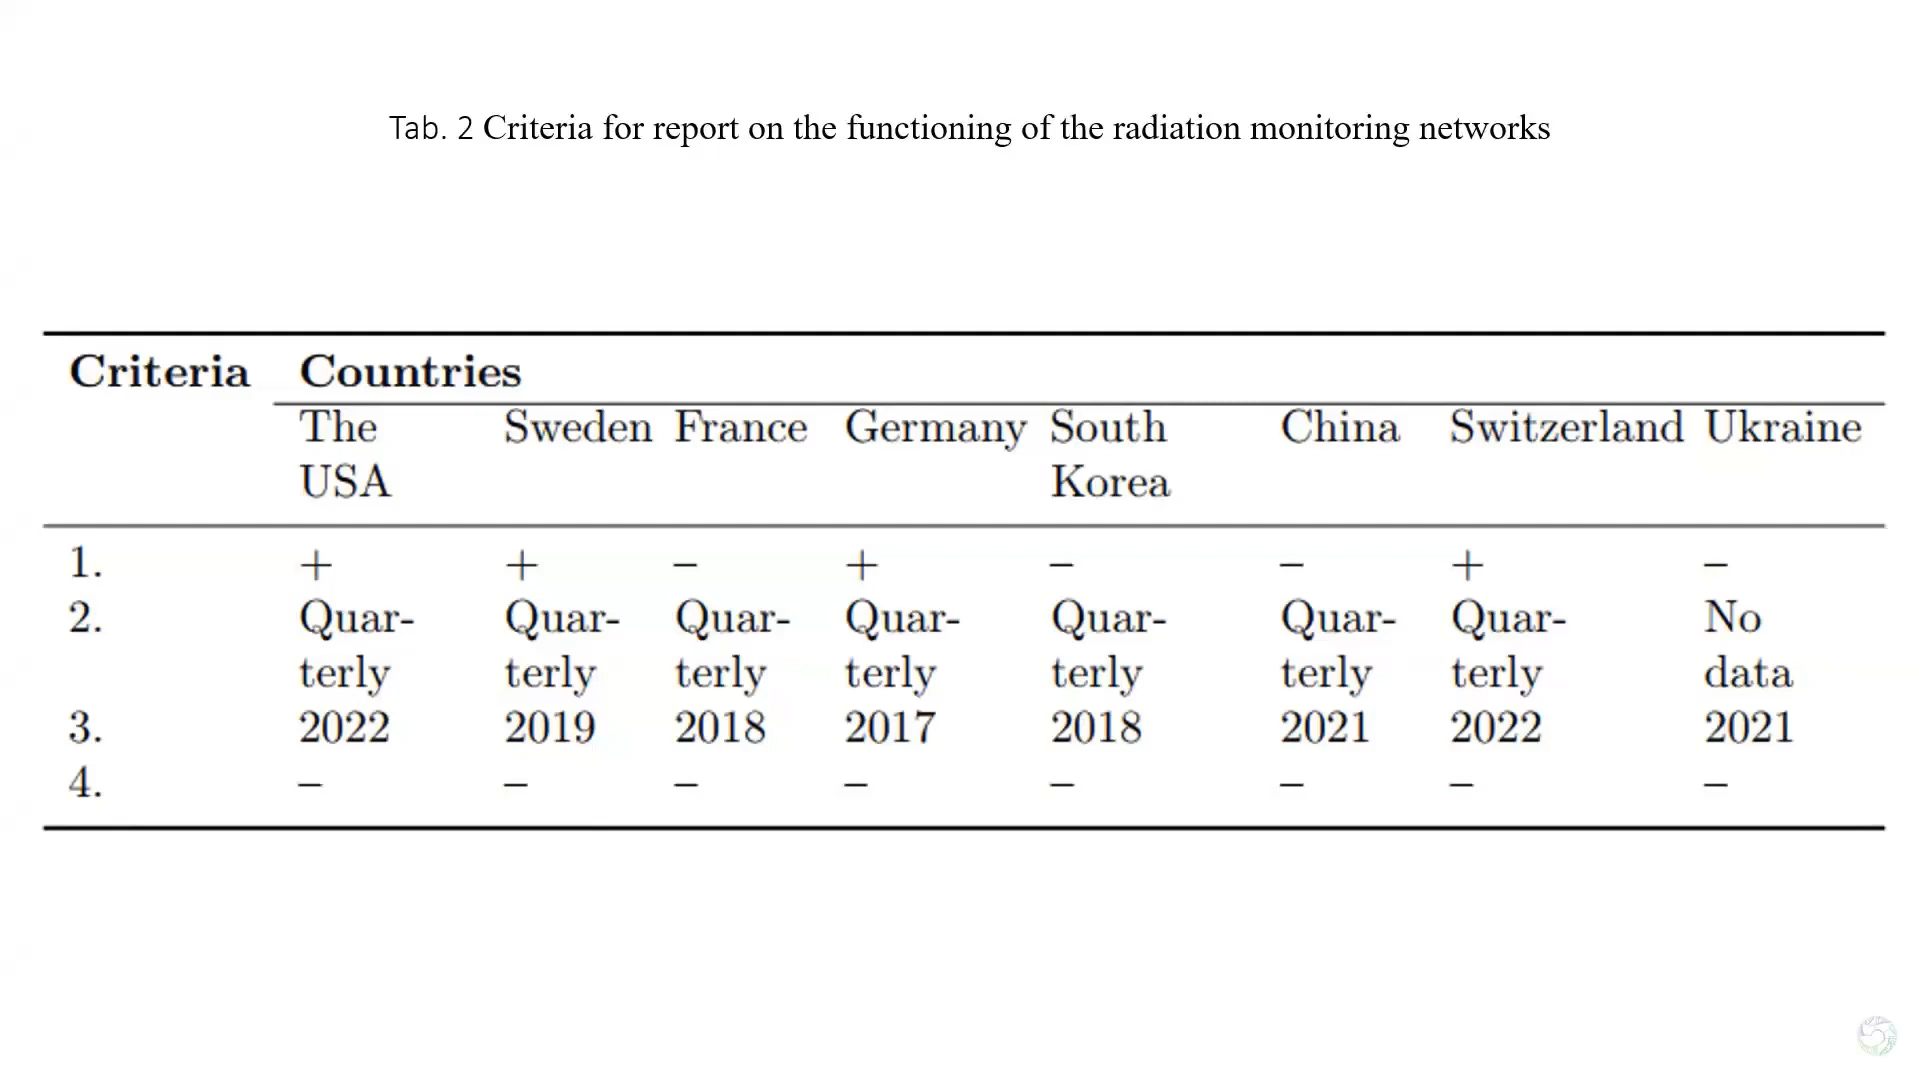 Tab. 2 Criteria for report on the functioning of the radiation monitoring networks
Criteria Countries
The Sweden France Germany South China Switzerland Ukraine
USA Korea
1. + + – + – – + –
2. Quar- Quar- Quar- Quar- Quar- Quar- Quar- No
terly terly terly terly terly terly terly data
3. 2022 2019 2018 2017 2018 2021 2022 2021
4. – – – – – – – –